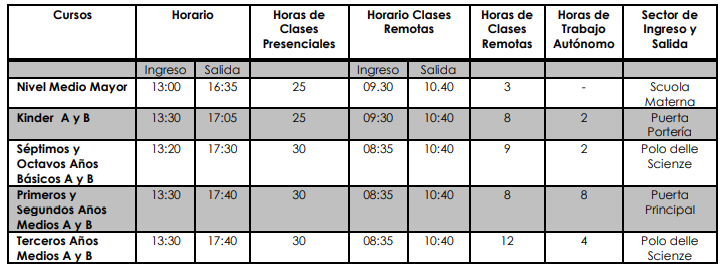 Cursos Horario Horas de Clases Presenciales Horario Clases Remotas Horas de Clases Remotas Horas de Trabajo Autónomo Sector de Ingreso y Salida
Ingreso Salida Ingreso Salida
Nivel Medio Mayor 13:00 16:35 25 09.30 10.40 3 - Scuola Materna
Kinder A y B 13:30 17:05 25 09:30 10:40 8 2 Puerta Portería
Séptimos y Octavos Años Básicos A y B 13:20 17:30 30 08:35 10:40 9 2 Polo delle Scienze
Primeros y Segundos Años Medios A y B 13:30 17:40 30 08:35 10:40 8 8 Puerta Principal
Terceros Años Medios A y B 13:30 17:40 30 08:35 10:40 12 4 Polo delle Scienze